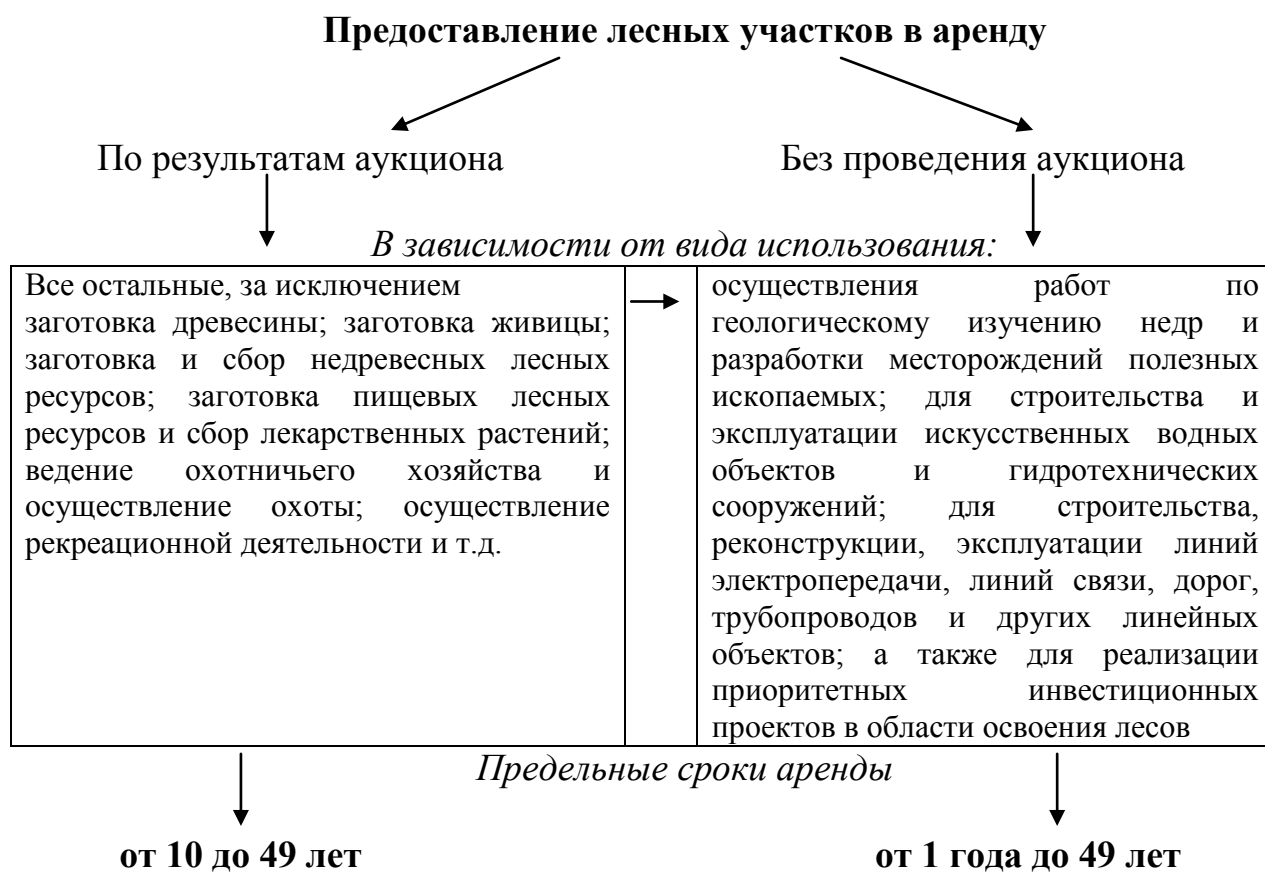 Предоставление лесных участков в аренду
По результатам аукциона
Без проведения аукциона
В зависимости от вида использования:
Все остальные, за исключением
заготовка древесины; заготовка живицы;
заготовка и сбор недревесных лесных
ресурсов; заготовка пищевых лесных
ресурсов и сбор лекарственных растений;
ведение охотничьего хозяйства и
осуществление охоты; осуществление
рекреационной деятельности и т.д.
осуществления работ по
геологическому изучению недр и
разработки месторождений полезных
ископаемых; для строительства и
эксплуатации искусственных водных
объектов и гидротехнических
сооружений; для строительства,
реконструкции, эксплуатации линий
электропередачи, линий связи, дорог,
трубопроводов и других линейных
объектов; а также для реализации
приоритетных инвестиционных
проектов в области освоения лесов
Предельные сроки аренды
от 10 до 49 лет
от 1 года до 49 лет